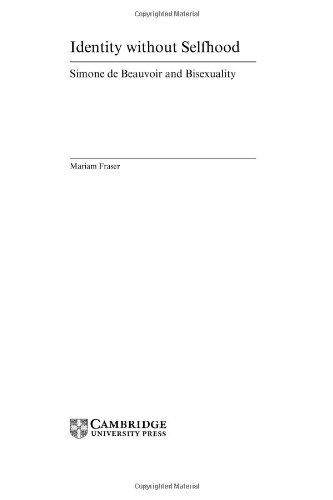 Copyrighted Material
Identity without Selfhood
Simone de Beauvoir and Bisexuality
Mariam Fraser
CAMBRIDGE
UNIVERSITY PRESS
Copyrighted Material